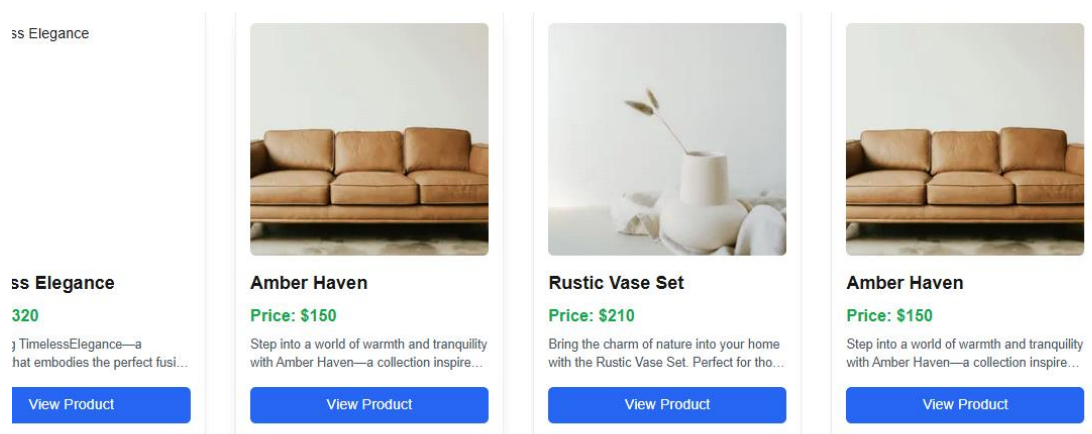 ss Elegance
ss Elegance
320
TimelessElegance—a
hat embodies the perfect fusi...
View Product
Amber Haven
Price: $150
Step into a world of warmth and tranquility
with Amber Haven—a collection inspire...
View Product
Rustic Vase Set
Price: $210
Bring the charm of nature into your home
with the Rustic Vase Set. Perfect for tho...
View Product
Amber Haven
Price: $150
Step into a world of warmth and tranquility
with Amber Haven—a collection inspire...
View Product